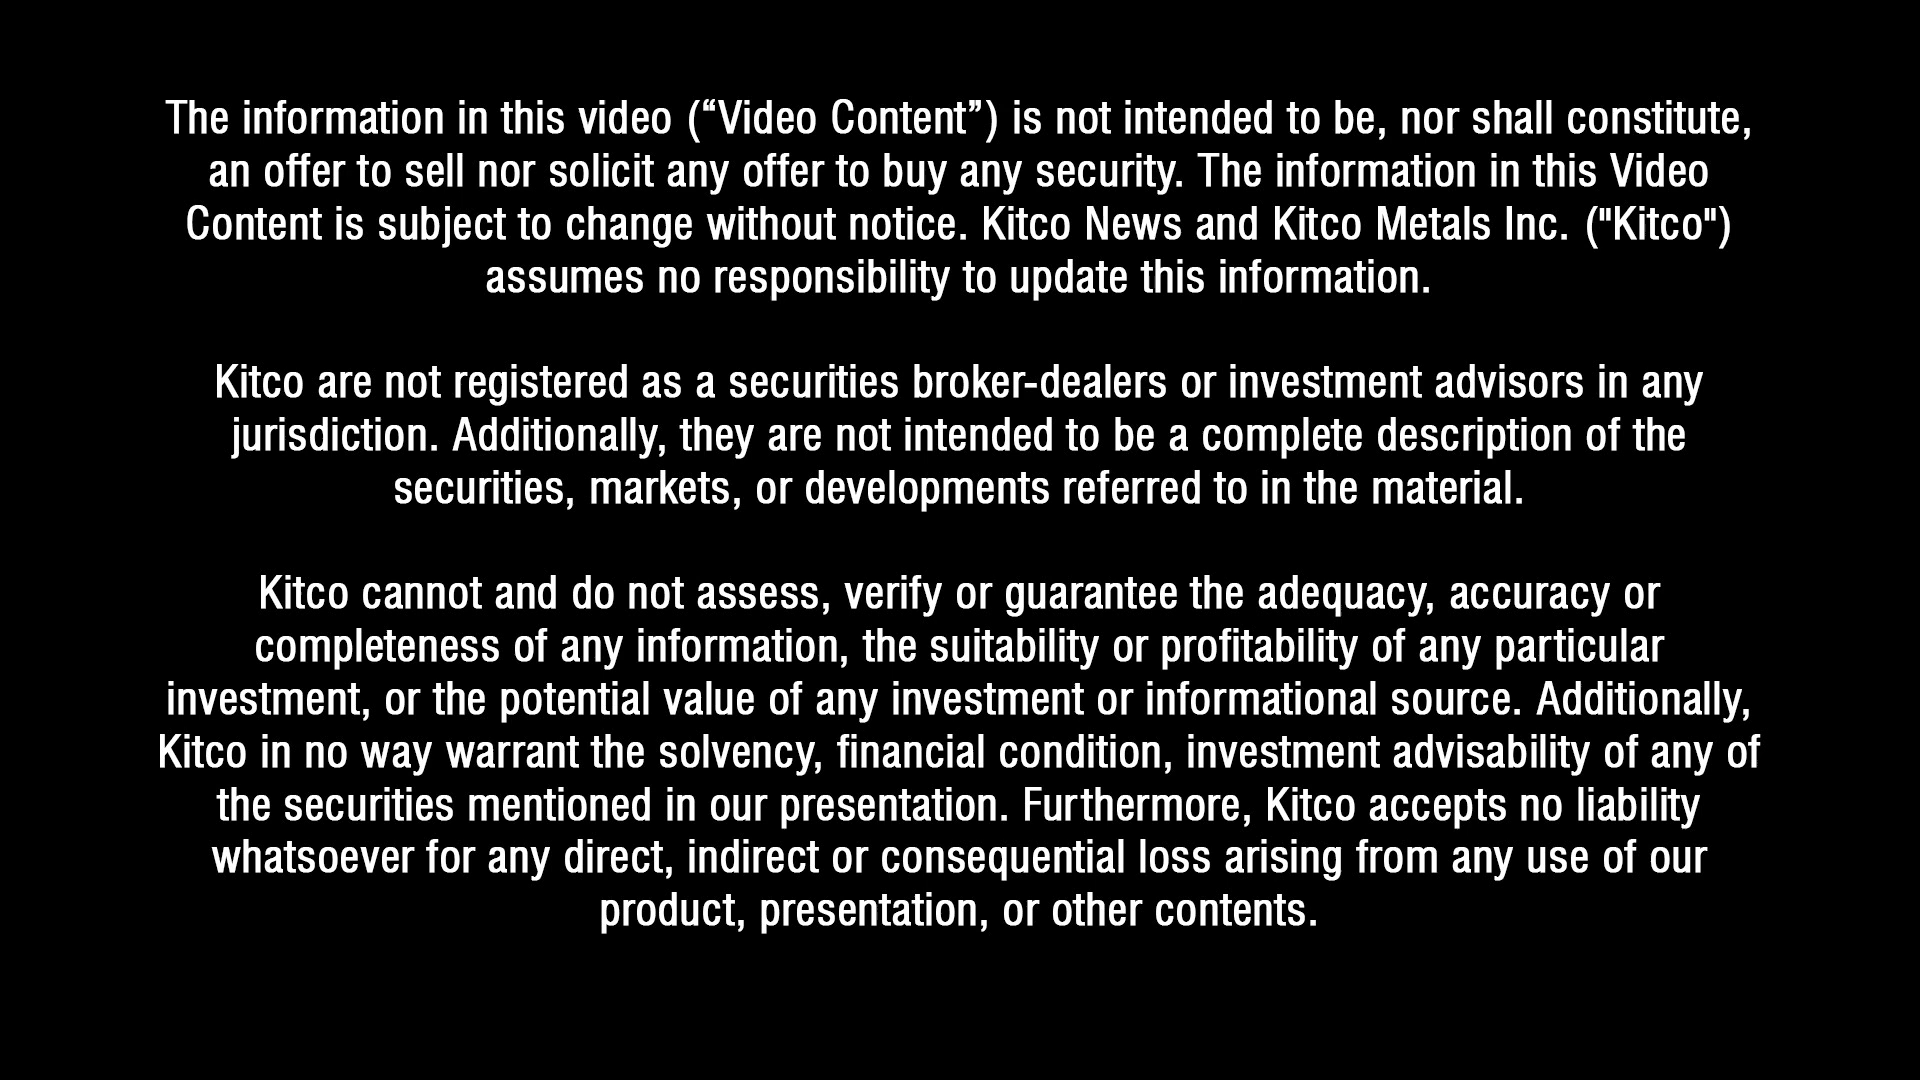 The information in this video (“Video Content”) is not intended to be, nor shall constitute,
an offer to sell nor solicit any offer to buy any security. The information in this Video
Content is subject to change without notice. Kitco News and Kitco Metals Inc. ("Kitco")
assumes no responsibility to update this information.
Kitco are not registered as a securities broker-dealers or investment advisors in any
jurisdiction. Additionally, they are not intended to be a complete description of the
securities, markets, or developments referred to in the material.
Kitco cannot and do not assess, verify or guarantee the adequacy, accuracy or
completeness of any information, the suitability or profitability of any particular
investment, or the potential value of any investment or informational source. Additionally,
Kitco in no way warrant the solvency, financial condition, investment advisability of any of
the securities mentioned in our presentation. Furthermore, Kitco accepts no liability
whatsoever for any direct, indirect or consequential loss arising from any use of our
product, presentation, or other contents.